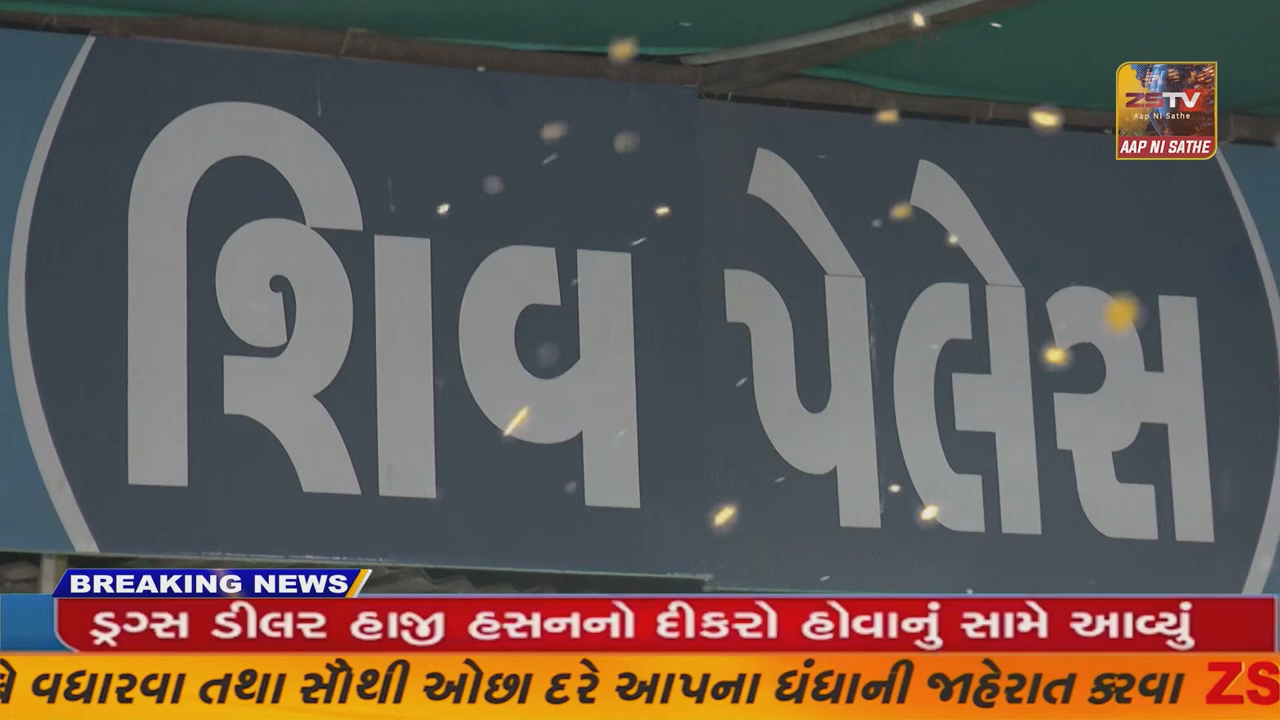 ZSTV
Aap Ni Sathe
AAP NI SATHE
શિવ પેલેસ
BREAKING NEWS
ડ્રગ્સ ડીલર હાજી હસનનો દીકરો હોવાનું સામે આવ્યું
વધારવા તથા સૌથી ઓછા દરે આપના ધંધાની જાહેરાત કરવા ZS